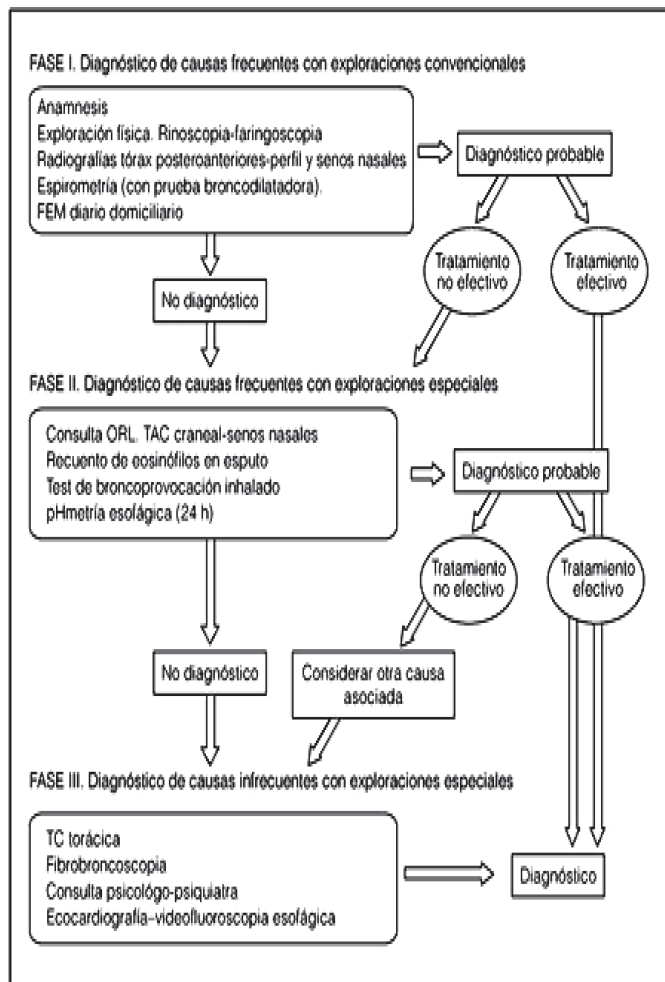 FASE I. Diagnóstico de causas frecuentes con exploraciones convencionales
Anamnesis
Exploración física. Rinoscopia-faringoscopia
Radiografías tórax posteroanteriores-perfil y senos nasales
Espirometría (con prueba broncodilatadora).
FEM diario domiciliario
Diagnóstico probable
Tratamiento
no efectivo
Tratamiento
efectivo
No diagnóstico
FASE II. Diagnóstico de causas frecuentes con exploraciones especiales
Consulta ORL. TAC craneal-senos nasales
Recuento de eosinófilos en esputo
Test de broncoprovocación inhalado
pHmetría esofágica (24 h)
Diagnóstico probable
Tratamiento
no efectivo
Tratamiento
efectivo
No diagnóstico
Considerar otra causa
asociada
FASE III. Diagnóstico de causas infrecuentes con exploraciones especiales
TC torácica
Fibrobroncoscopia
Consulta psicológo-psiquiatra
Ecocardiografía–videofluoroscopia esofágica
Diagnóstico